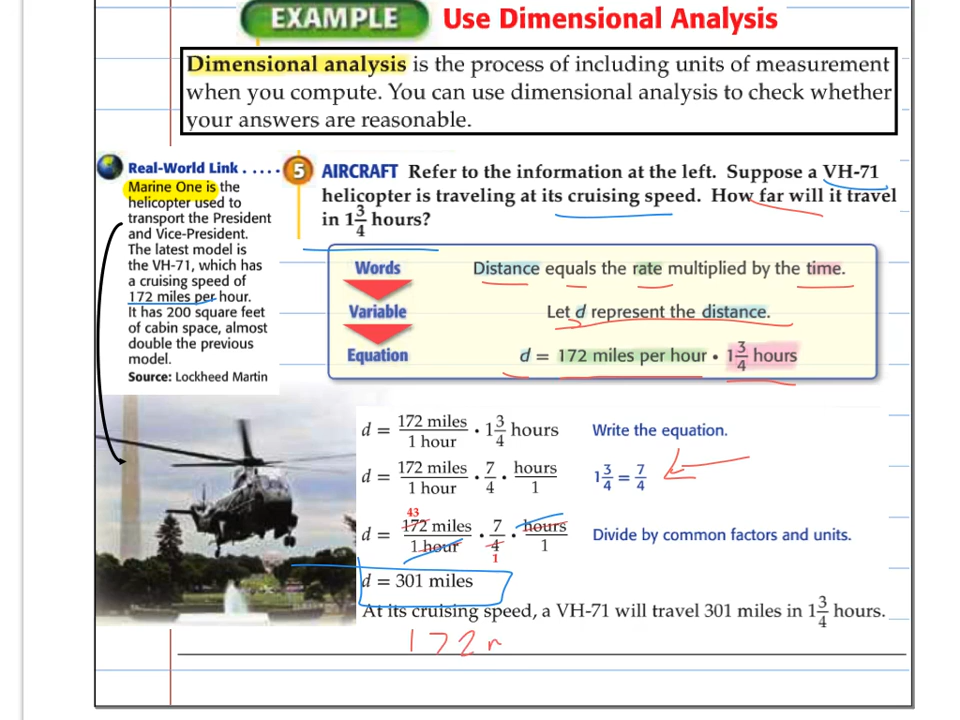 EXAMPLE Use Dimensional Analysis
Dimensional analysis is the process of including units of measurement
when you compute. You can use dimensional analysis to check whether
your answers are reasonable.
Real-World Link . . . . .
Marine One is the
helicopter used to
transport the President
and Vice-President.
The latest model is
the VH-71, which has
a cruising speed of
172 miles per hour.
It has 200 square feet
of cabin space, almost
double the previous
model.
Source: Lockheed Martin
5 AIRCRAFT Refer to the information at the left. Suppose a VH-71
helicopter is traveling at its cruising speed. How far will it travel
in 1 3/4 hours?
Words Distance equals the rate multiplied by the time.
Variable Let d represent the distance.
Equation d = 172 miles per hour • 1 3/4 hours
d = 172 miles/1 hour · 1 3/4 hours Write the equation.
d = 172 miles/1 hour · 7/4 · hours/1 1 3/4 = 7/4
43
d = 172 miles/1 hour · 7/4 · hours/1 Divide by common factors and units.
1
d = 301 miles
At its cruising speed, a VH-71 will travel 301 miles in 1 3/4 hours.
172